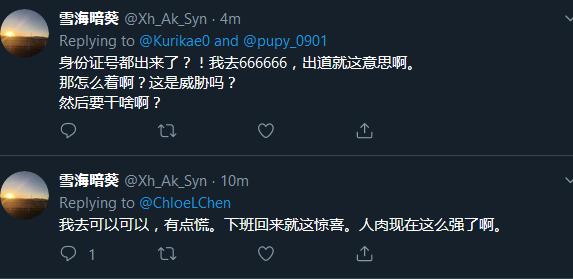 雪海暗葵 @Xh_Ak_Syn · 4m
Replying to @Kurikae0 and @pupy_0901
身份证号都出来了？！我去666666，出道就这意思啊。
那怎么着啊？这是威胁吗？
然后要干啥啊？
雪海暗葵 @Xh_Ak_Syn · 10m
Replying to @ChloeLChen
我去可以可以，有点慌。下班回来就这惊喜。人肉现在这么强了啊。
1